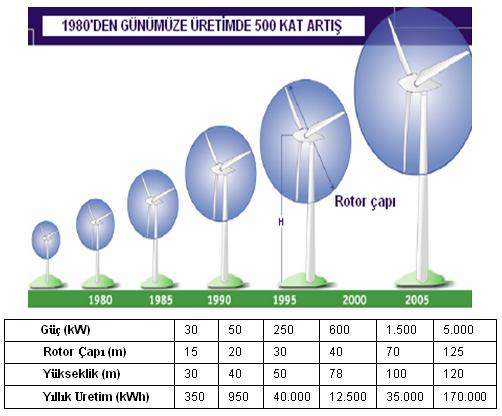 1980'DEN GÜNÜMÜZE ÜRETİMDE 500 KAT ARTIŞ
H
Rotor çapı
1980 1985 1990 1995 2000 2005
Güç (kW) 30 50 250 600 1.500 5.000
Rotor Çapı (m) 15 20 30 40 70 125
Yükseklik (m) 30 40 50 78 100 120
Yıllık Üretim (kWh) 350 950 40.000 12.500 35.000 170.000